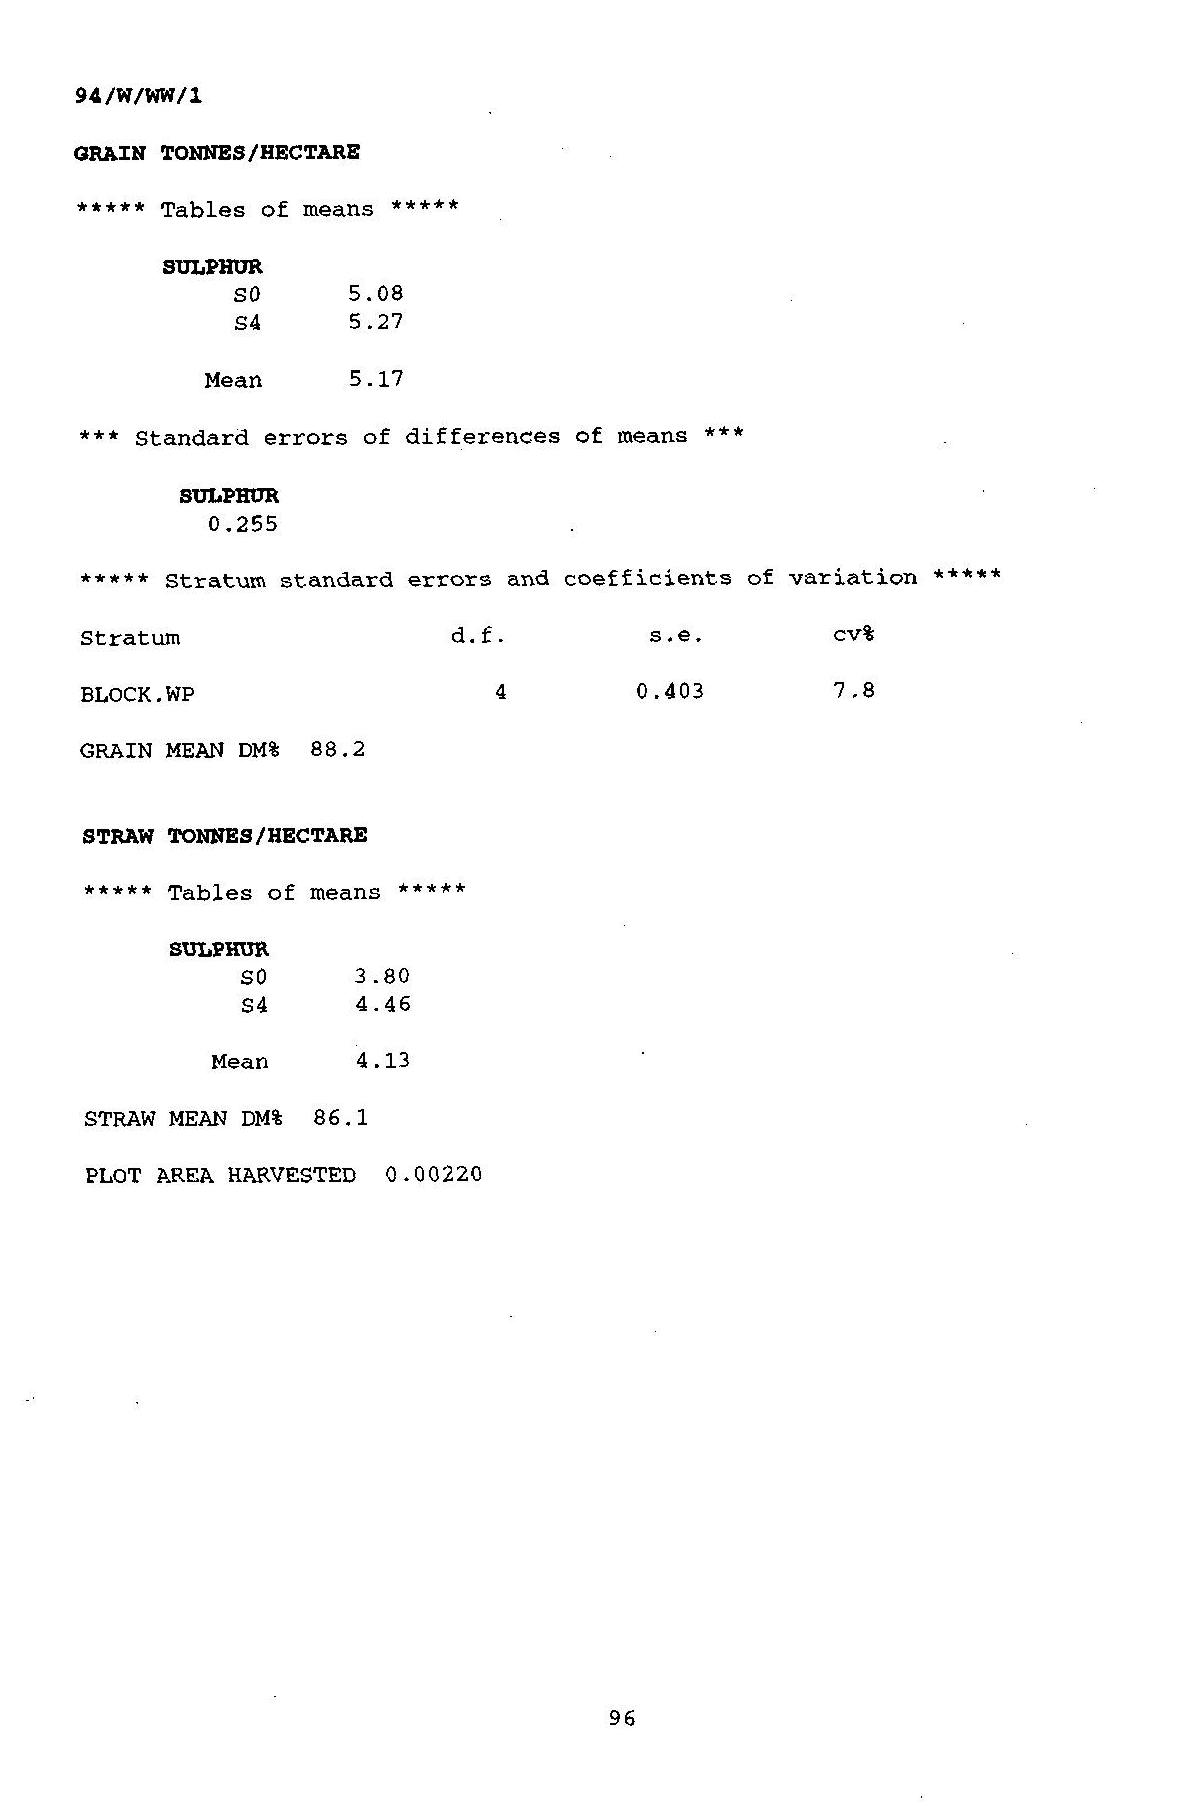 94/W/WW/1
GRAIN TONNES/HECTARE
***** Tables of means *****
SULPHUR
S0 5.08
S4 5.27
Mean 5.17
*** Standard errors of differences of means ***
SULPHUR
0.255
***** Stratum standard errors and coefficients of variation *****
Stratum d.f. s.e. cv%
BLOCK.WP 4 0.403 7.8
GRAIN MEAN DM% 88.2
STRAW TONNES/HECTARE
***** Tables of means *****
SULPHUR
S0 3.80
S4 4.46
Mean 4.13
STRAW MEAN DM% 86.1
PLOT AREA HARVESTED 0.00220
96